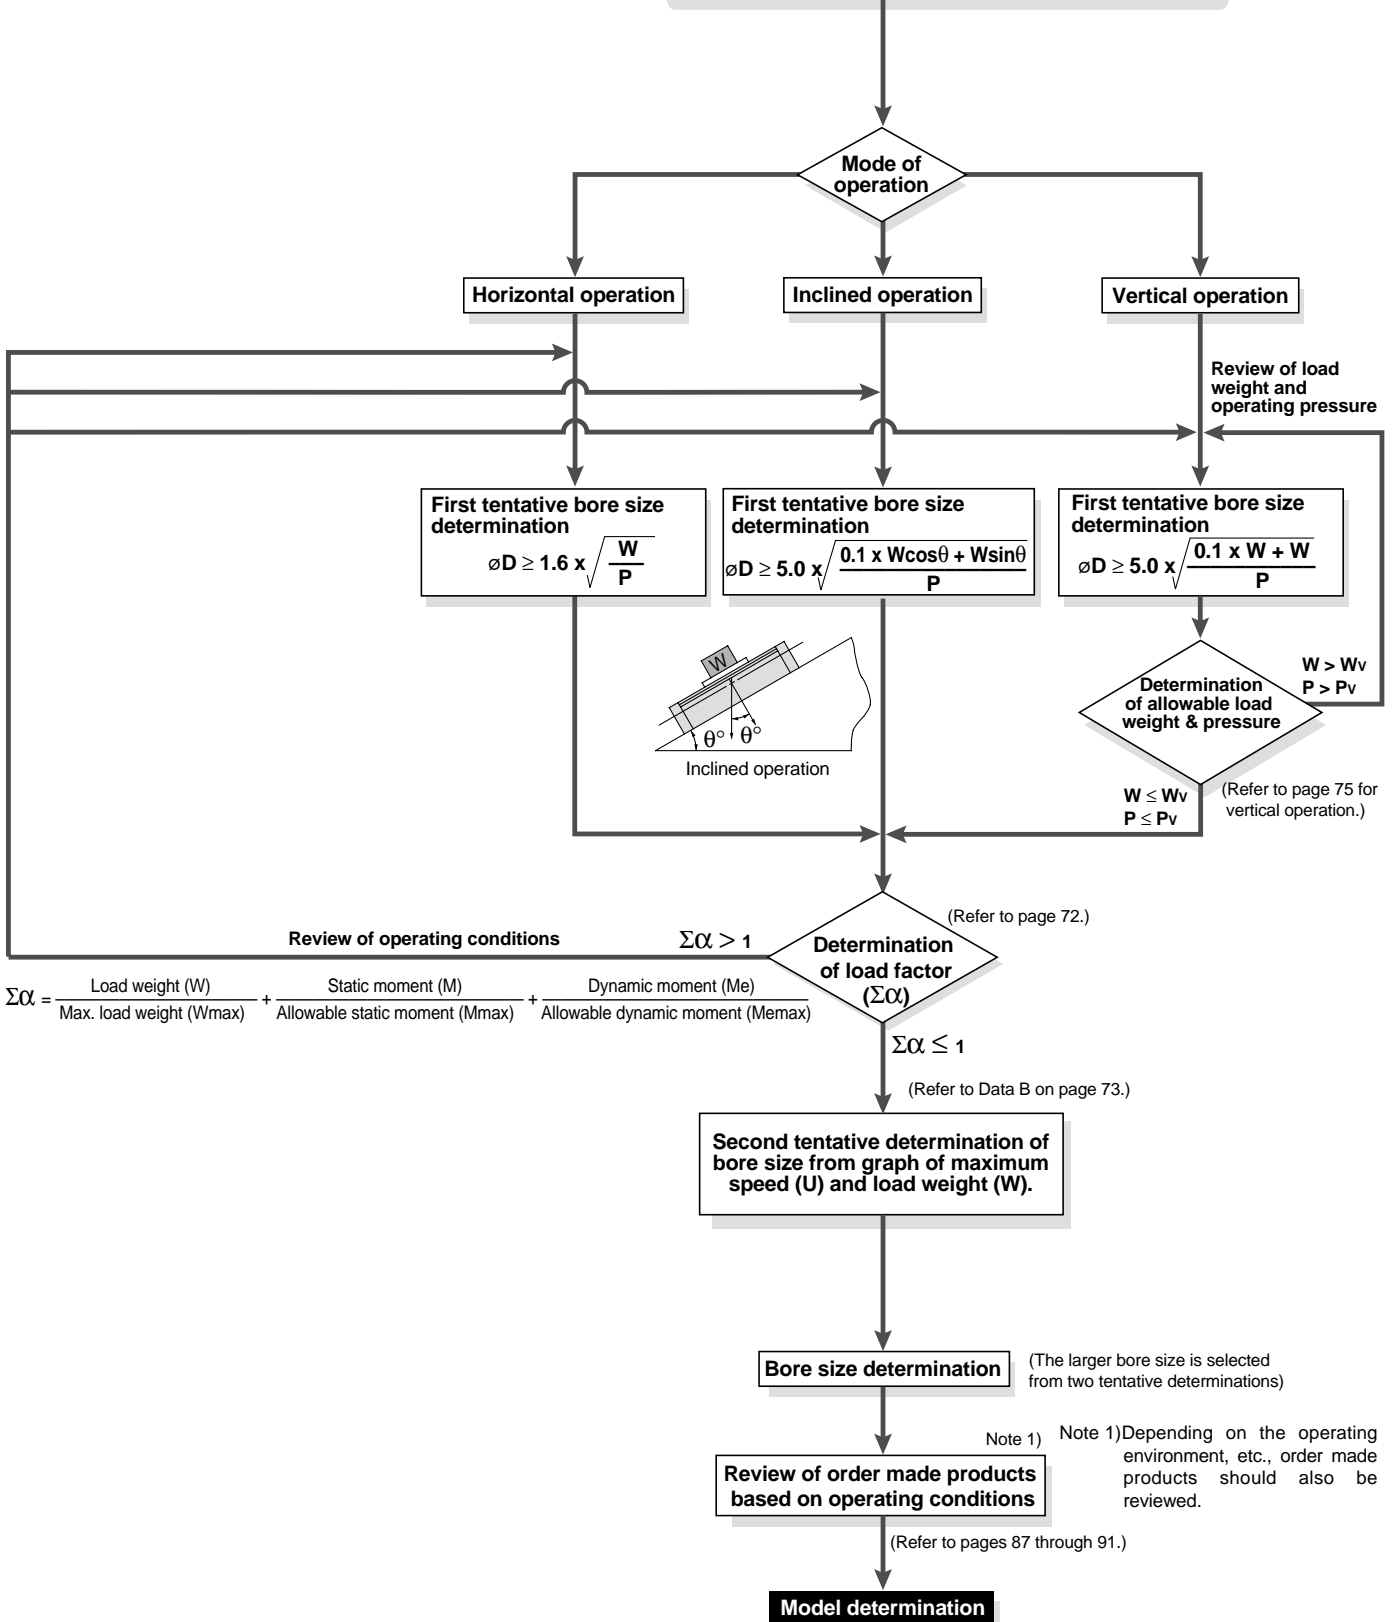 Mode of
operation
Horizontal operation
Inclined operation
Vertical operation
Review of load
weight and
operating pressure
First tentative bore size
determination
øD ≥ 1.6 x √ W
P
First tentative bore size
determination
øD ≥ 5.0 x √ 0.1 x Wcosθ + Wsinθ
P
First tentative bore size
determination
øD ≥ 5.0 x √ 0.1 x W + W
P
W
θ° θ°
Inclined operation
W > Wv
P > Pv
Determination
of allowable load
weight & pressure
(Refer to page 75 for
vertical operation.)
W ≤ Wv
P ≤ Pv
(Refer to page 72.)
Review of operating conditions
Σα > 1
Determination
of load factor
(Σα)
Σα = Load weight (W) + Static moment (M) + Dynamic moment (Me)
Max. load weight (Wmax) Allowable static moment (Mmax) Allowable dynamic moment (Memax)
Σα ≤ 1
(Refer to Data B on page 73.)
Second tentative determination of
bore size from graph of maximum
speed (U) and load weight (W).
Bore size determination
(The larger bore size is selected
from two tentative determinations)
Note 1)
Note 1)Depending on the operating
environment, etc., order made
products should also be
reviewed.
Review of order made products
based on operating conditions
(Refer to pages 87 through 91.)
Model determination